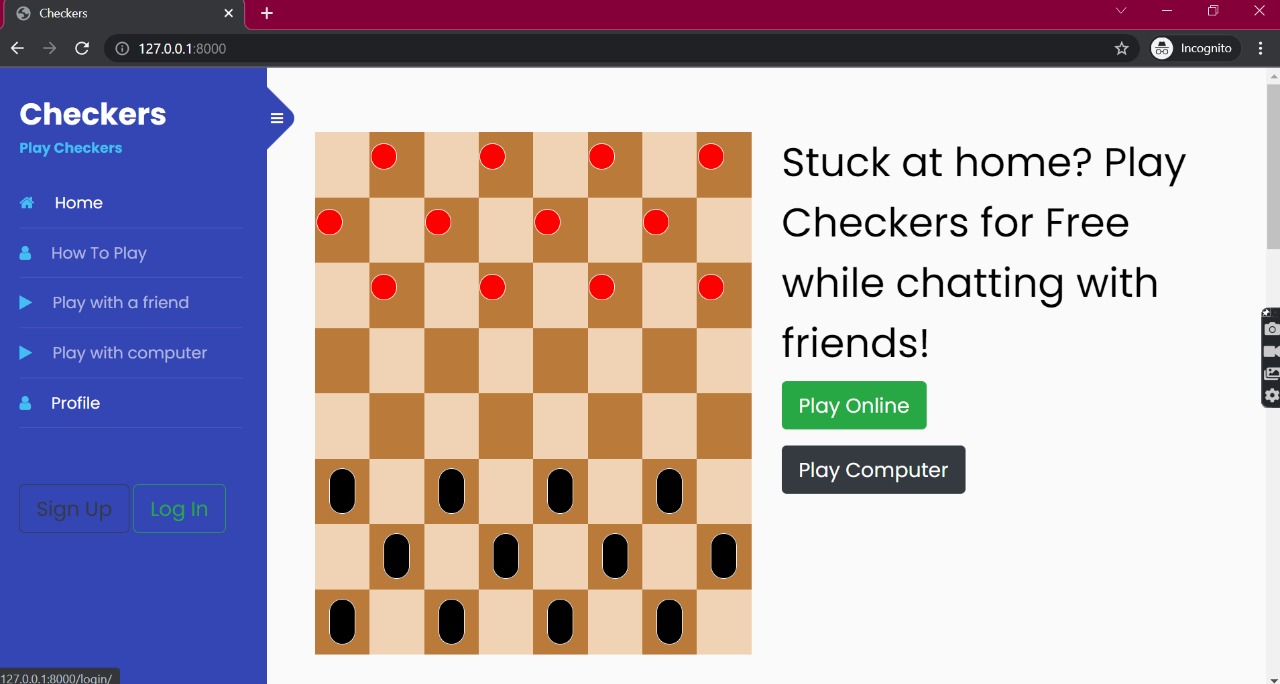 Checkers
127.0.0.1:8000
Incognito
Checkers
Play Checkers
Home
How To Play
Play with a friend
Play with computer
Profile
Sign Up
Log In
Stuck at home? Play
Checkers for Free
while chatting with
friends!
Play Online
Play Computer
127.0.0.1:8000/login/